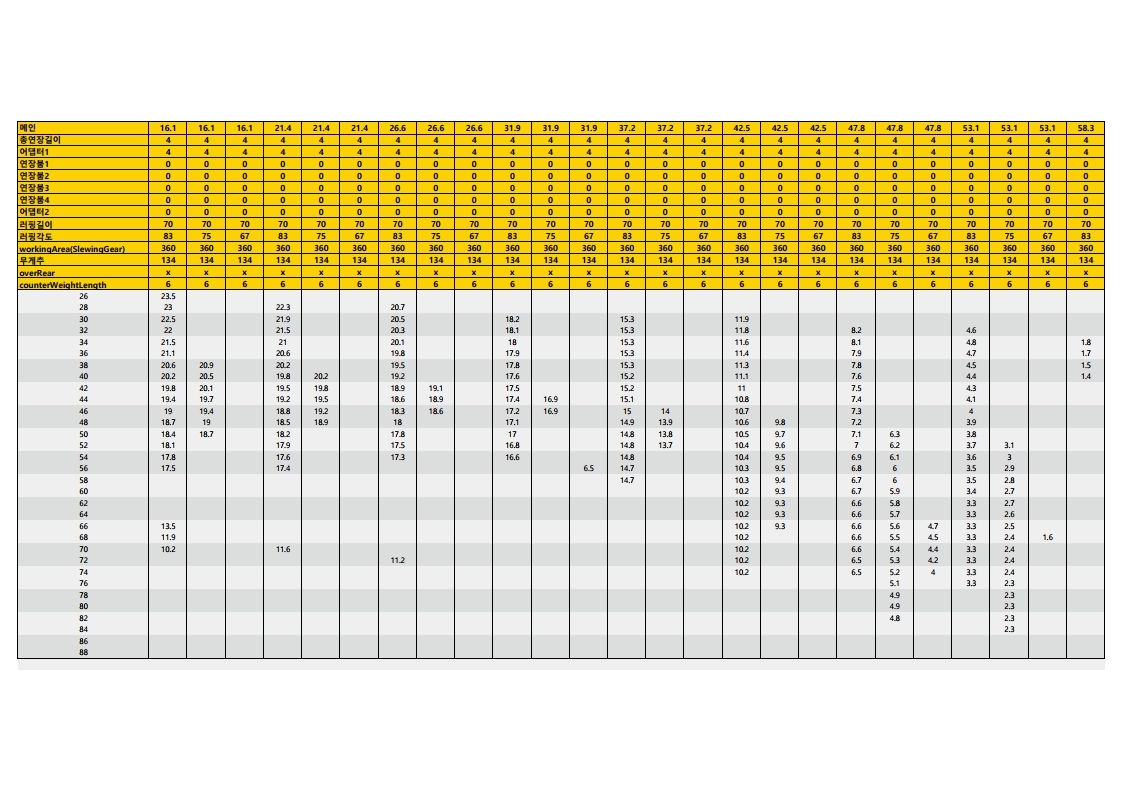 메인 16.1 16.1 16.1 21.4 21.4 21.4 26.6 26.6 26.6 31.9 31.9 31.9 37.2 37.2 37.2 42.5 42.5 42.5 47.8 47.8 47.8 53.1 53.1 53.1 58.3
총연장길이 4 4 4 4 4 4 4 4 4 4 4 4 4 4 4 4 4 4 4 4 4 4 4 4 4
어댑터1 4 4 4 4 4 4 4 4 4 4 4 4 4 4 4 4 4 4 4 4 4 4 4 4 4
연장붐1 0 0 0 0 0 0 0 0 0 0 0 0 0 0 0 0 0 0 0 0 0 0 0 0 0
연장붐2 0 0 0 0 0 0 0 0 0 0 0 0 0 0 0 0 0 0 0 0 0 0 0 0 0
연장붐3 0 0 0 0 0 0 0 0 0 0 0 0 0 0 0 0 0 0 0 0 0 0 0 0 0
연장붐4 0 0 0 0 0 0 0 0 0 0 0 0 0 0 0 0 0 0 0 0 0 0 0 0 0
어댑터2 0 0 0 0 0 0 0 0 0 0 0 0 0 0 0 0 0 0 0 0 0 0 0 0 0
러핑길이 70 70 70 70 70 70 70 70 70 70 70 70 70 70 70 70 70 70 70 70 70 70 70 70 70
러핑각도 83 75 67 83 75 67 83 75 67 83 75 67 83 75 67 83 75 67 83 75 67 83 75 67 83
workingArea(SlewingGear) 360 360 360 360 360 360 360 360 360 360 360 360 360 360 360 360 360 360 360 360 360 360 360 360 360
무게추 134 134 134 134 134 134 134 134 134 134 134 134 134 134 134 134 134 134 134 134 134 134 134 134 134
overRear x x x x x x x x x x x x x x x x x x x x x x x x x
counterWeightLength 6 6 6 6 6 6 6 6 6 6 6 6 6 6 6 6 6 6 6 6 6 6 6 6 6
26 23.5
28 23 22.3 20.7
30 22.5 21.9 20.5 18.2 15.3 11.9
32 22 21.5 20.3 18.1 15.3 11.8 8.2 4.6
34 21.5 21 20.1 18 15.3 11.6 8.1 4.8 1.8
36 21.1 20.6 19.8 17.9 15.3 11.4 7.9 4.7 1.7
38 20.6 20.9 20.2 19.5 17.8 15.3 11.3 7.8 4.5 1.5
40 20.2 20.5 19.8 20.2 19.2 17.6 15.2 11.1 7.6 4.4 1.4
42 19.8 20.1 19.5 19.8 18.9 19.1 17.5 15.2 11 7.5 4.3
44 19.4 19.7 19.2 19.5 18.6 18.9 17.4 16.9 15.1 10.8 7.4 4.1
46 19 19.4 18.8 19.2 18.3 18.6 17.2 16.9 15 14 10.7 7.3 4
48 18.7 19 18.5 18.9 18 17.1 14.9 13.9 10.6 9.8 7.2 3.9
50 18.4 18.7 18.2 17.8 17 14.8 13.8 10.5 9.7 7.1 6.3 3.8
52 18.1 17.9 17.5 16.8 14.8 13.7 10.4 9.6 7 6.2 3.7 3.1
54 17.8 17.6 17.3 16.6 14.8 10.4 9.5 6.9 6.1 3.6 3
56 17.5 17.4 6.5 14.7 10.3 9.5 6.8 6 3.5 2.9
58 14.7 10.3 9.4 6.7 6 3.5 2.8
60 10.2 9.3 6.7 5.9 3.4 2.7
62 10.2 9.3 6.6 5.8 3.3 2.7
64 10.2 9.3 6.6 5.7 3.3 2.6
66 13.5 10.2 9.3 6.6 5.6 4.7 3.3 2.5
68 11.9 10.2 6.6 5.5 4.5 3.3 2.4 1.6
70 10.2 11.6 10.2 6.6 5.4 4.4 3.3 2.4
72 11.2 10.2 6.5 5.3 4.2 3.3 2.4
74 10.2 6.5 5.2 4 3.3 2.4
76 5.1 3.3 2.3
78 4.9 2.3
80 4.9 2.3
82 4.8 2.3
84 2.3
86
88